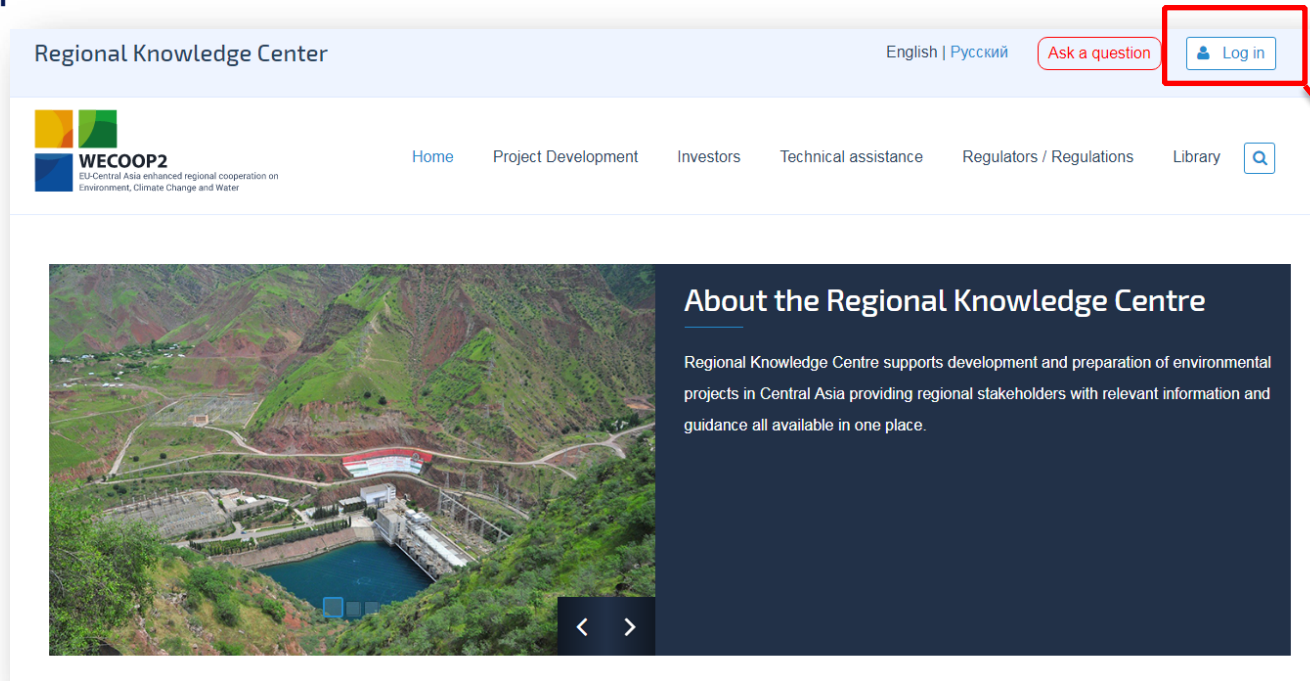 Regional Knowledge Center
English | Русский
Ask a question
Log in
WECOOP2
EU-Central Asia enhanced regional cooperation on
Environment, Climate Change and Water
Home
Project Development
Investors
Technical assistance
Regulators / Regulations
Library
About the Regional Knowledge Centre
Regional Knowledge Centre supports development and preparation of environmental
projects in Central Asia providing regional stakeholders with relevant information and
guidance all available in one place.